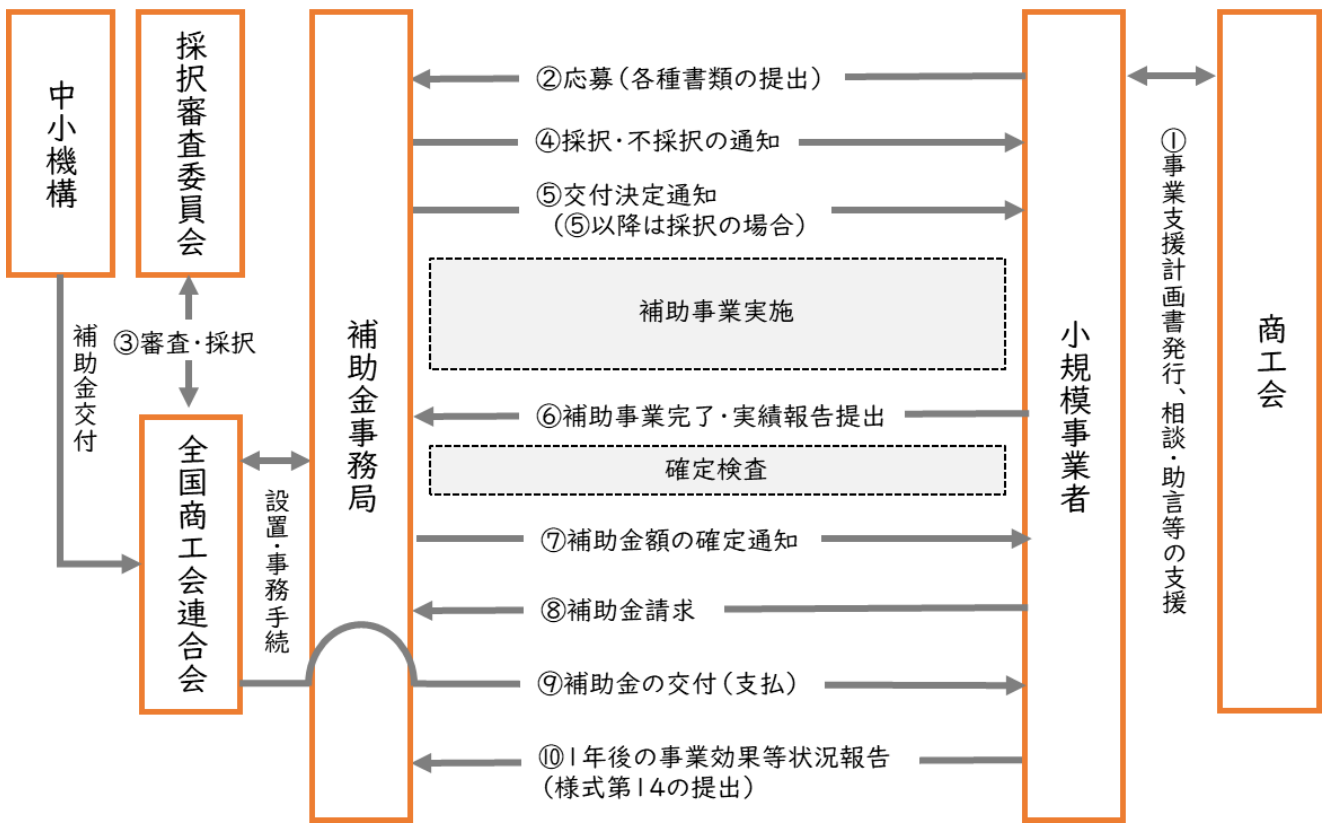 中小機構
採択審査委員会
補助金事務局
小規模事業者
商工会
全国商工会連合会
①事業支援計画書発行、相談・助言等の支援
②応募(各種書類の提出)
③審査・採択
④採択・不採択の通知
⑤交付決定通知
(⑤以降は採択の場合)
補助事業実施
⑥補助事業完了・実績報告提出
確定検査
⑦補助金額の確定通知
⑧補助金請求
⑨補助金の交付(支払)
⑩1年後の事業効果等状況報告
(様式第14の提出)
補助金交付
設置・事務手続